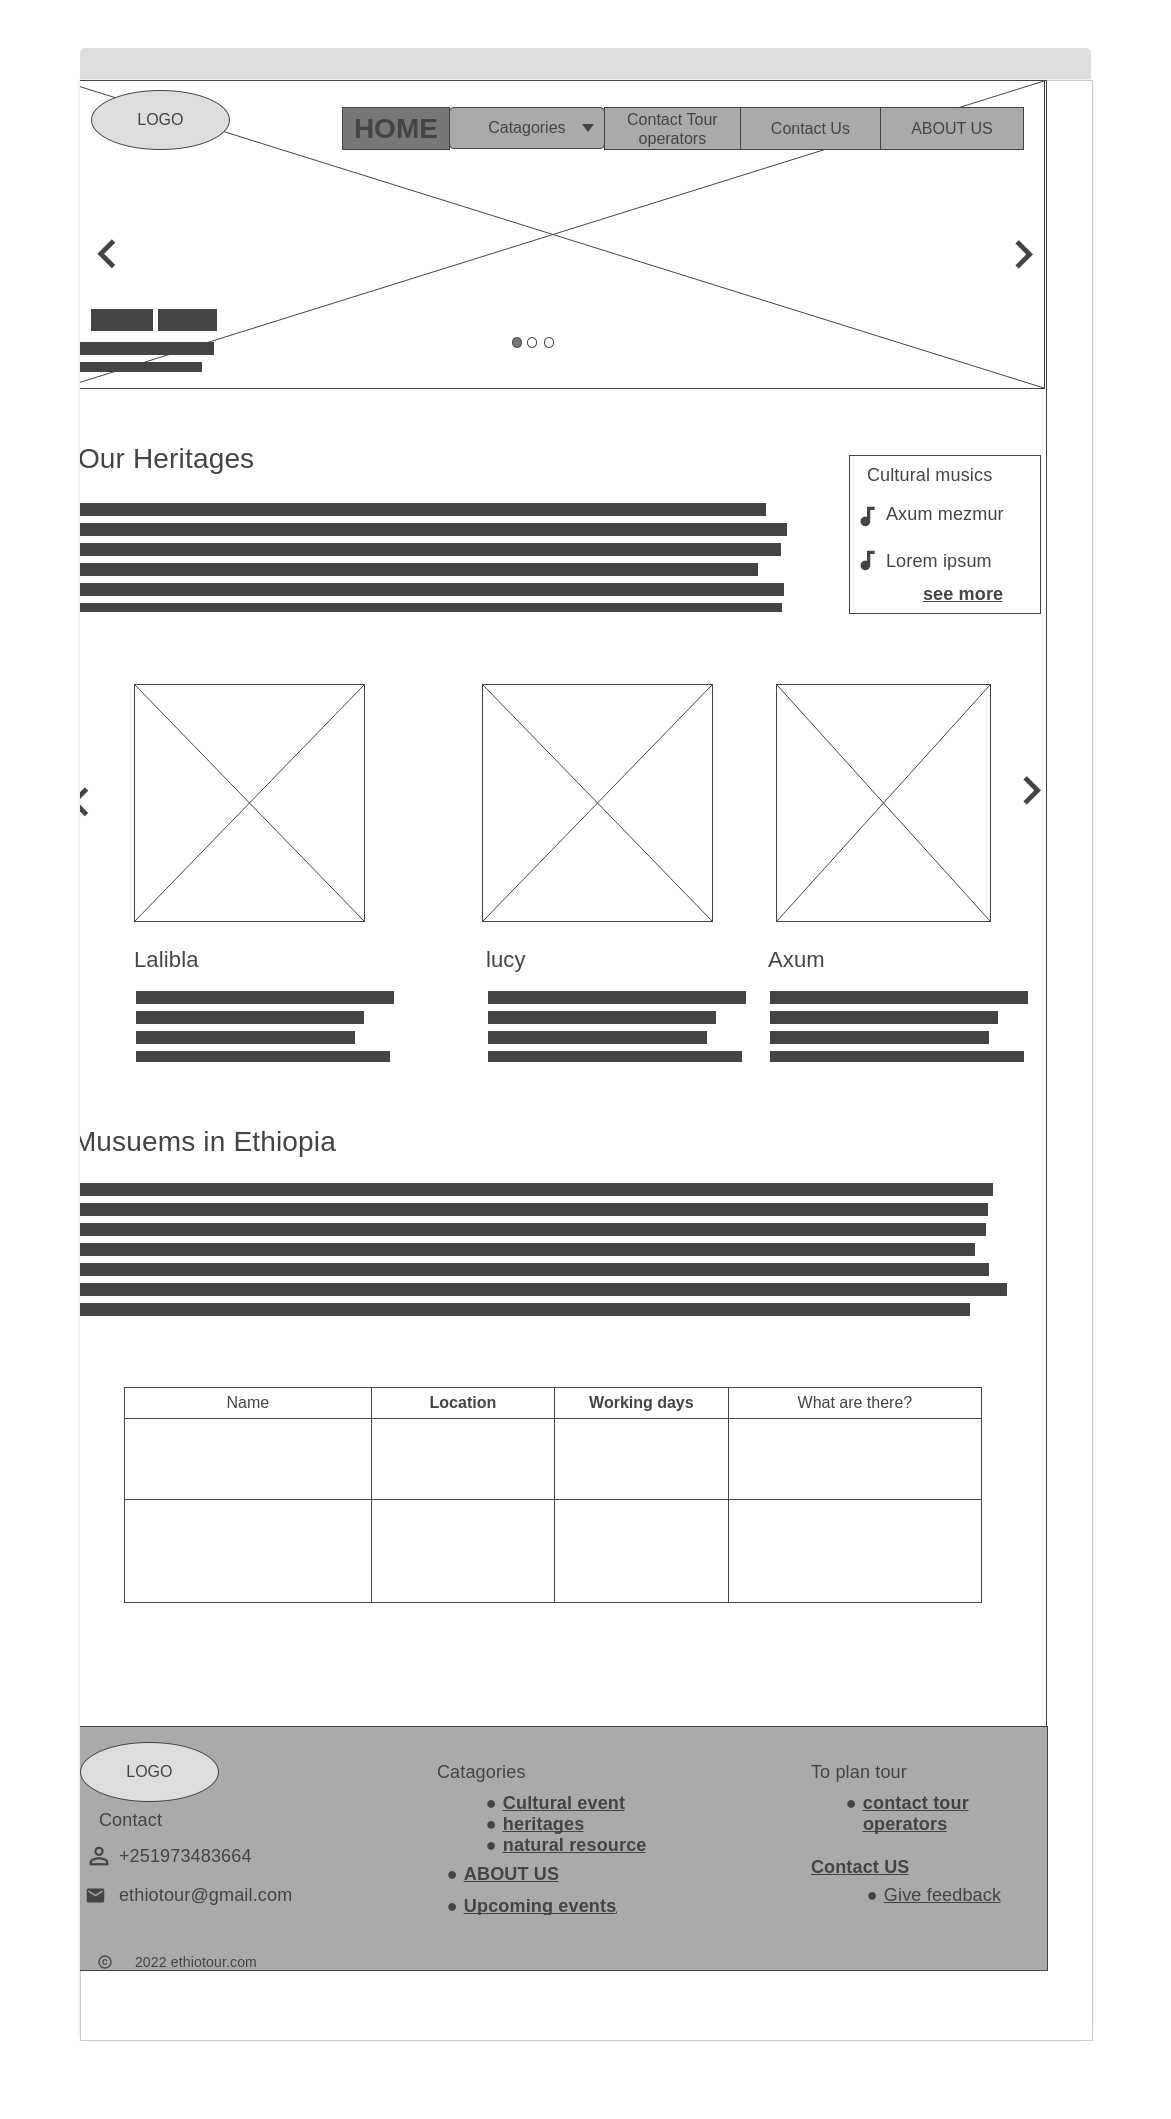 LOGO
HOME
Catagories
Contact Tour
operators
Contact Us
ABOUT US
Our Heritages
Cultural musics
Axum mezmur
Lorem ipsum
see more
Lalibla
lucy
Axum
Musuems in Ethiopia
Name
Location
Working days
What are there?
LOGO
Contact
+251973483664
ethiotour@gmail.com
© 2022 ethiotour.com
Catagories
● Cultural event
● heritages
● natural resource
● ABOUT US
● Upcoming events
To plan tour
● contact tour
operators
Contact US
● Give feedback